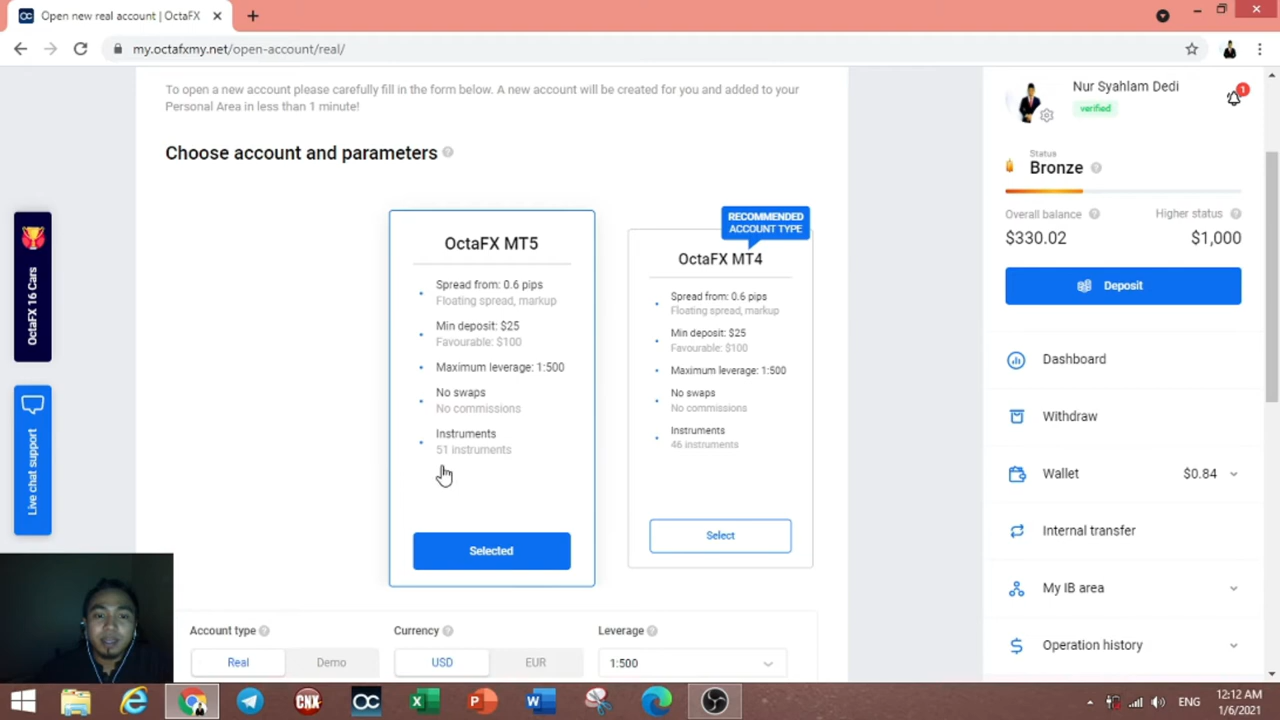 Open new real account | OctaFX
my.octafxmy.net/open-account/real/
To open a new account please carefully fill in the form below. A new account will be created for you and added to your
Personal Area in less than 1 minute!
Choose account and parameters
OctaFX MT5
Spread from: 0.6 pips
Floating spread, markup
Min deposit: $25
Favourable: $100
Maximum leverage: 1:500
No swaps
No commissions
Instruments
51 instruments
Selected
RECOMMENDED
ACCOUNT TYPE
OctaFX MT4
Spread from: 0.6 pips
Floating spread, markup
Min deposit: $25
Favourable: $100
Maximum leverage: 1:500
No swaps
No commissions
Instruments
46 instruments
Select
Account type
Real
Demo
Currency
USD
EUR
Leverage
1:500
OctaFX 16 Cars
Live chat support
Nur Syahlam Dedi
verified
1
Status
Bronze
Overall balance
Higher status
$330.02
$1,000
Deposit
Dashboard
Withdraw
Wallet
$0.84
Internal transfer
My IB area
Operation history
CNX
OC
ENG
12:12 AM
1/6/2021